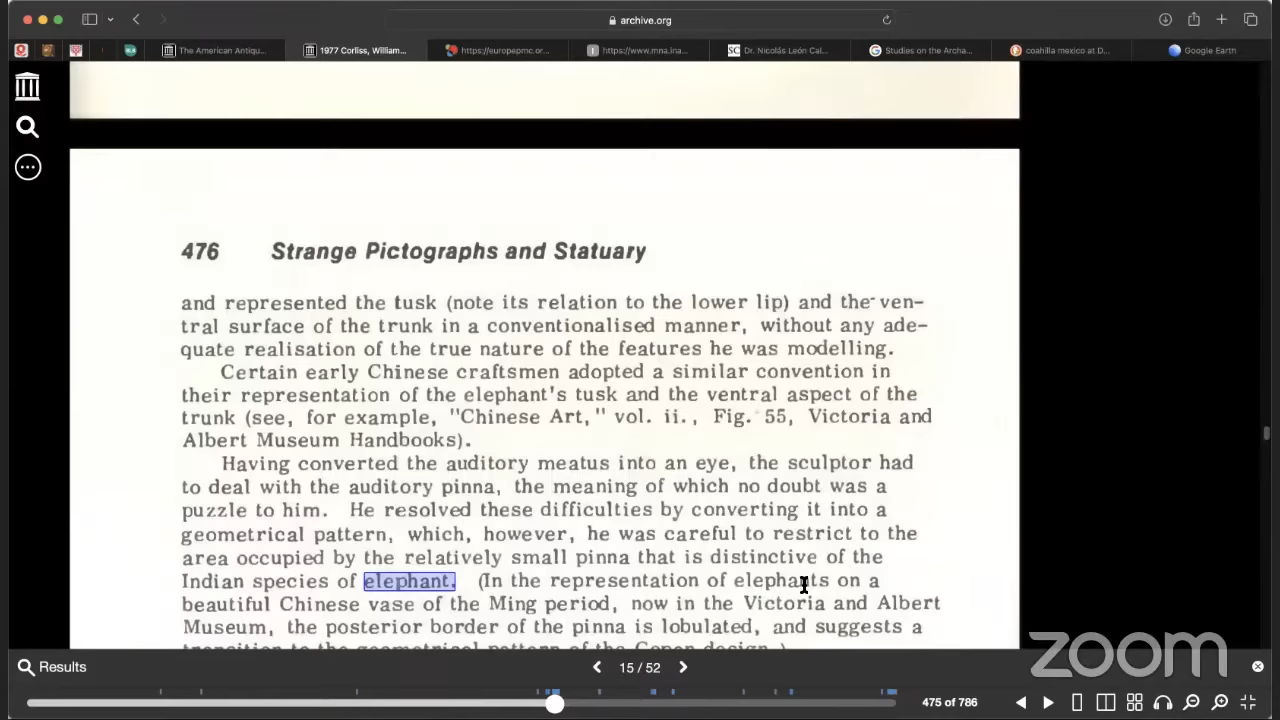 archive.org
The American Antiqu...
1977 Corliss, William...
https://europepmc.or...
https://www.mna.ina...
SC Dr. Nicolás León Cal...
Studies on the Archa...
coahilla mexico at D...
Google Earth
476 Strange Pictographs and Statuary
and represented the tusk (note its relation to the lower lip) and the ven-
tral surface of the trunk in a conventionalised manner, without any ade-
quate realisation of the true nature of the features he was modelling.
Certain early Chinese craftsmen adopted a similar convention in
their representation of the elephant's tusk and the ventral aspect of the
trunk (see, for example, "Chinese Art," vol. ii., Fig. 55, Victoria and
Albert Museum Handbooks).
Having converted the auditory meatus into an eye, the sculptor had
to deal with the auditory pinna, the meaning of which no doubt was a
puzzle to him. He resolved these difficulties by converting it into a
geometrical pattern, which, however, he was careful to restrict to the
area occupied by the relatively small pinna that is distinctive of the
Indian species of elephant. (In the representation of elephants on a
beautiful Chinese vase of the Ming period, now in the Victoria and Albert
Museum, the posterior border of the pinna is lobulated, and suggests a
transition to the geometrical pattern of the Copan design.)
zoom
Results
15 / 52
475 of 786